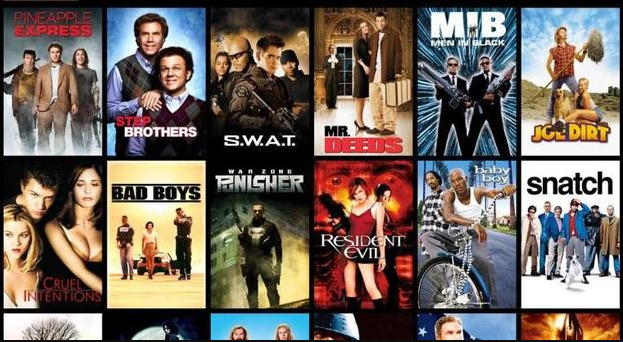 PINEAPPLE
EXPRESS
STEP
BROTHERS
S.W.A.T.
MR.
DEEDS
MIB
MEN IN BLACK
JOE DIRT
CRUEL
INTENTIONS
BAD BOYS
WAR ZONE
PUNISHER
RESIDENT
EVIL
baby
boy
snatch